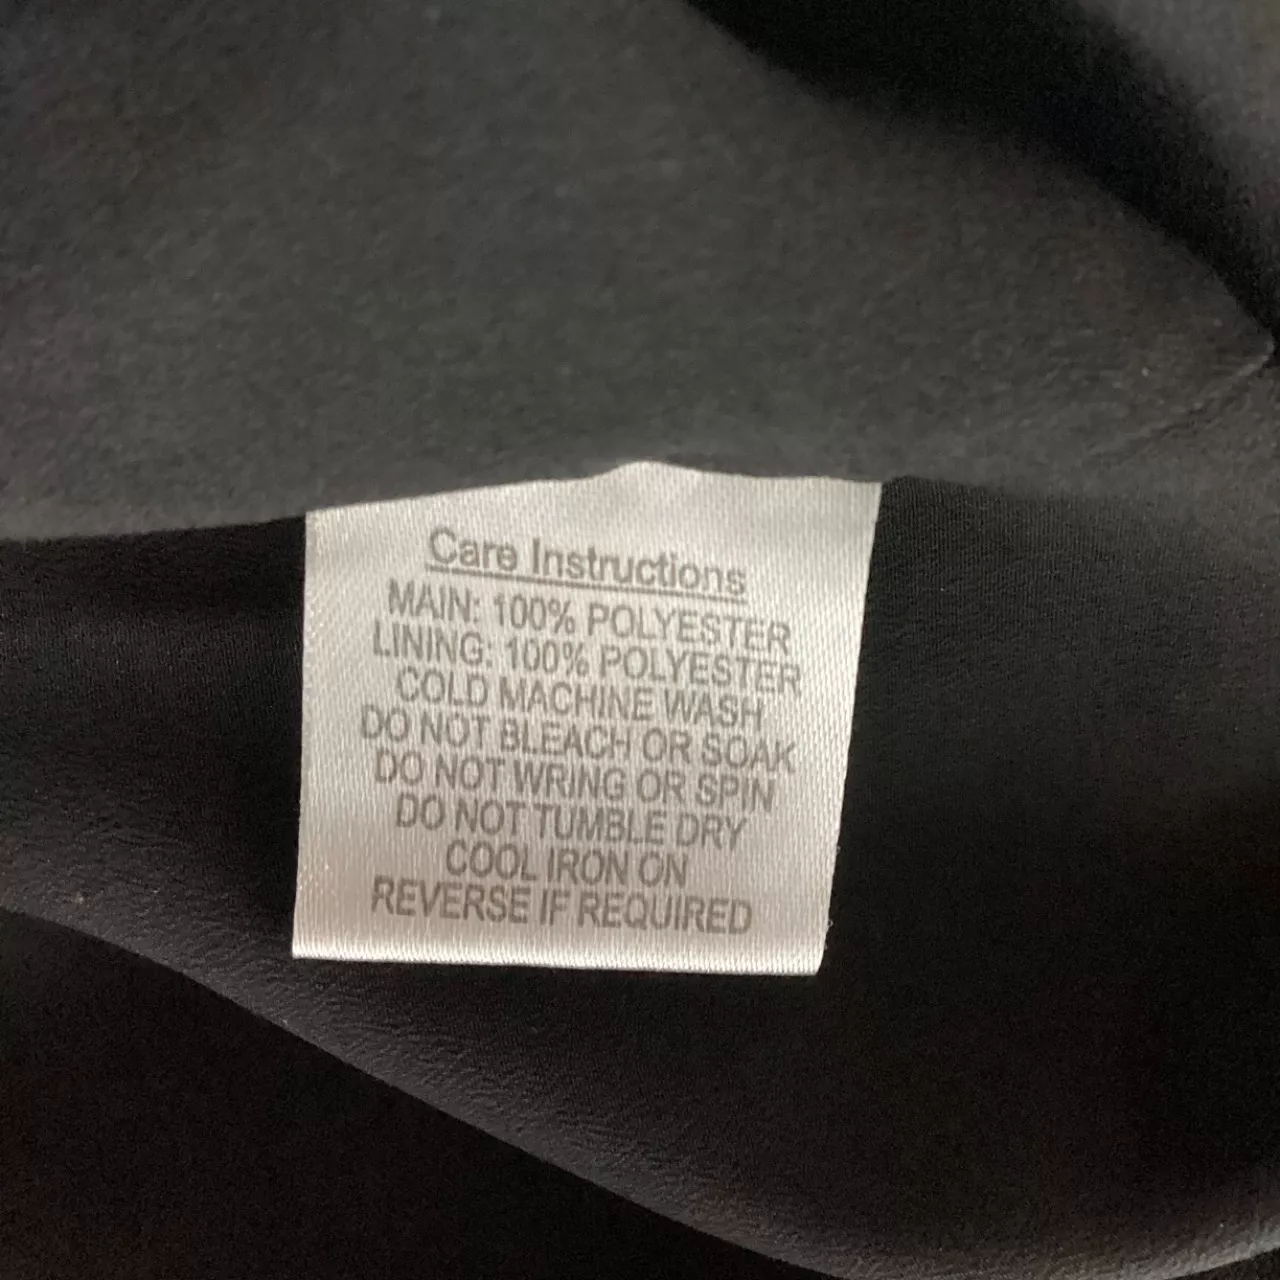 Care Instructions
MAIN: 100% POLYESTER
LINING: 100% POLYESTER
COLD MACHINE WASH
DO NOT BLEACH OR SOAK
DO NOT WRING OR SPIN
DO NOT TUMBLE DRY
COOL IRON ON
REVERSE IF REQUIRED